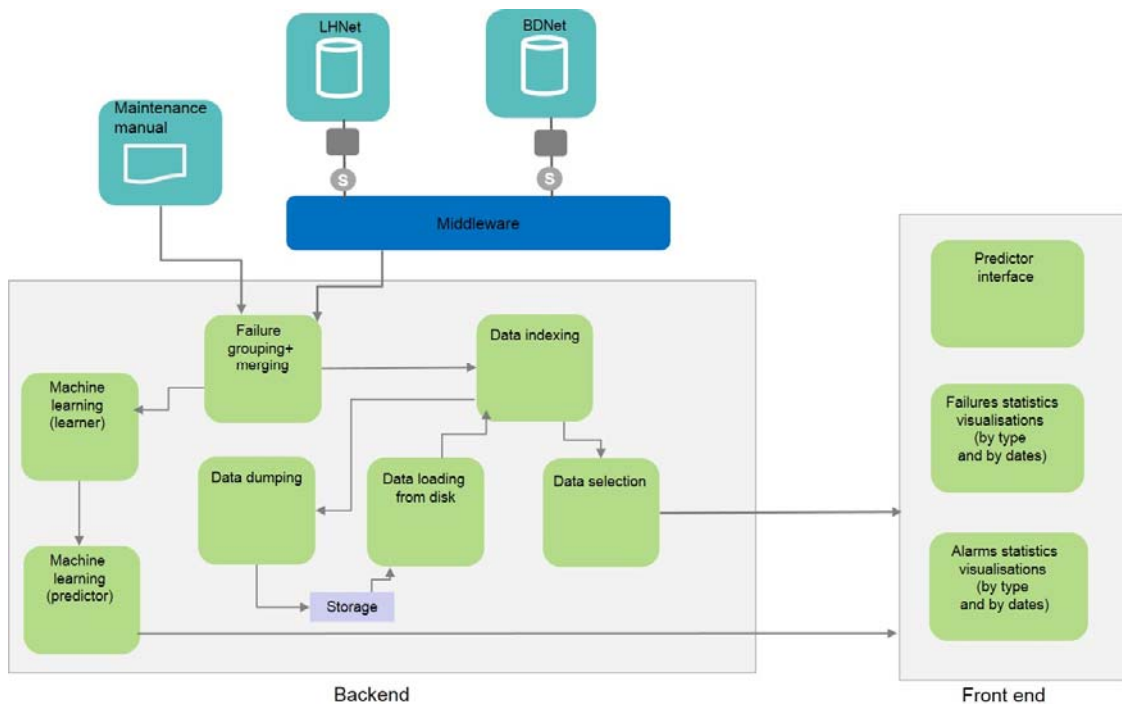 LHNet
BDNet
Maintenance
manual
S
S
Middleware
Predictor
interface
Failure
grouping+
merging
Data indexing
Machine
learning
(learner)
Failures statistics
visualisations
(by type
and by dates)
Data dumping
Data loading
from disk
Data selection
Machine
learning
(predictor)
Storage
Alarms statistics
visualisations
(by type
and by dates)
Backend
Front end